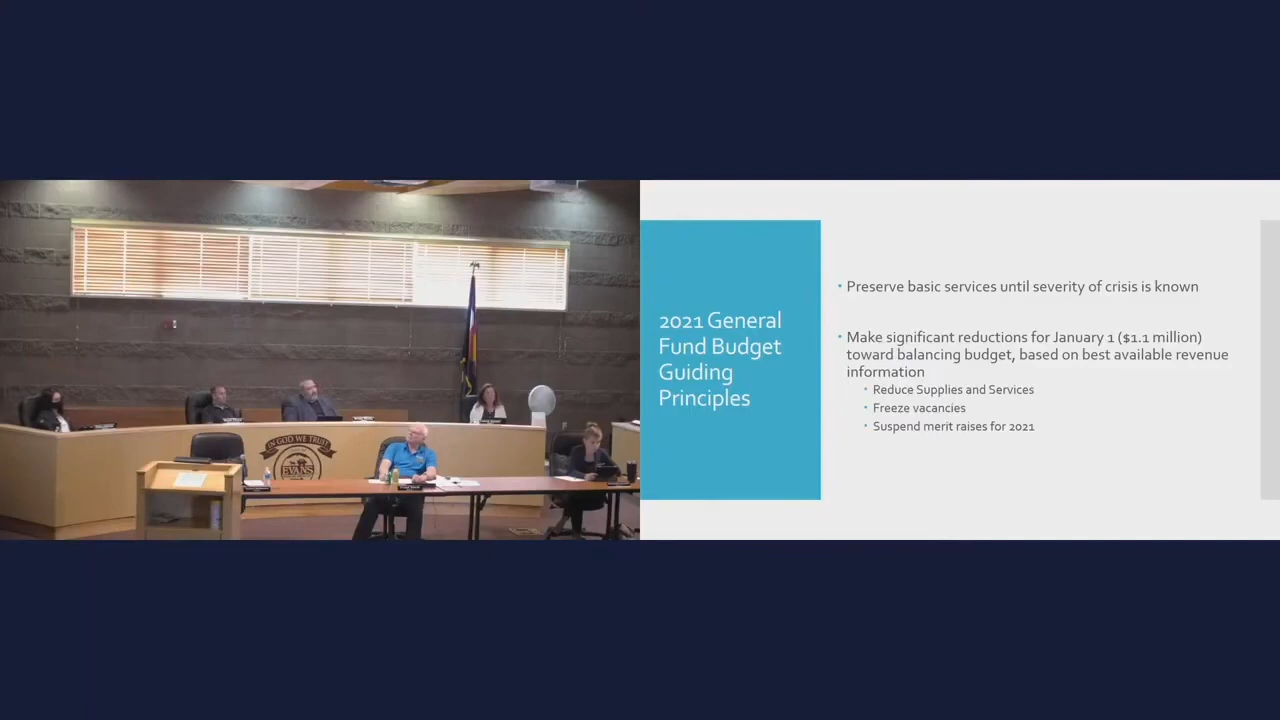 IN GOD WE TRUST
EVANS
2021 General
Fund Budget
Guiding
Principles
• Preserve basic services until severity of crisis is known
• Make significant reductions for January 1 ($1.1 million)
toward balancing budget, based on best available revenue
information
• Reduce Supplies and Services
• Freeze vacancies
• Suspend merit raises for 2021